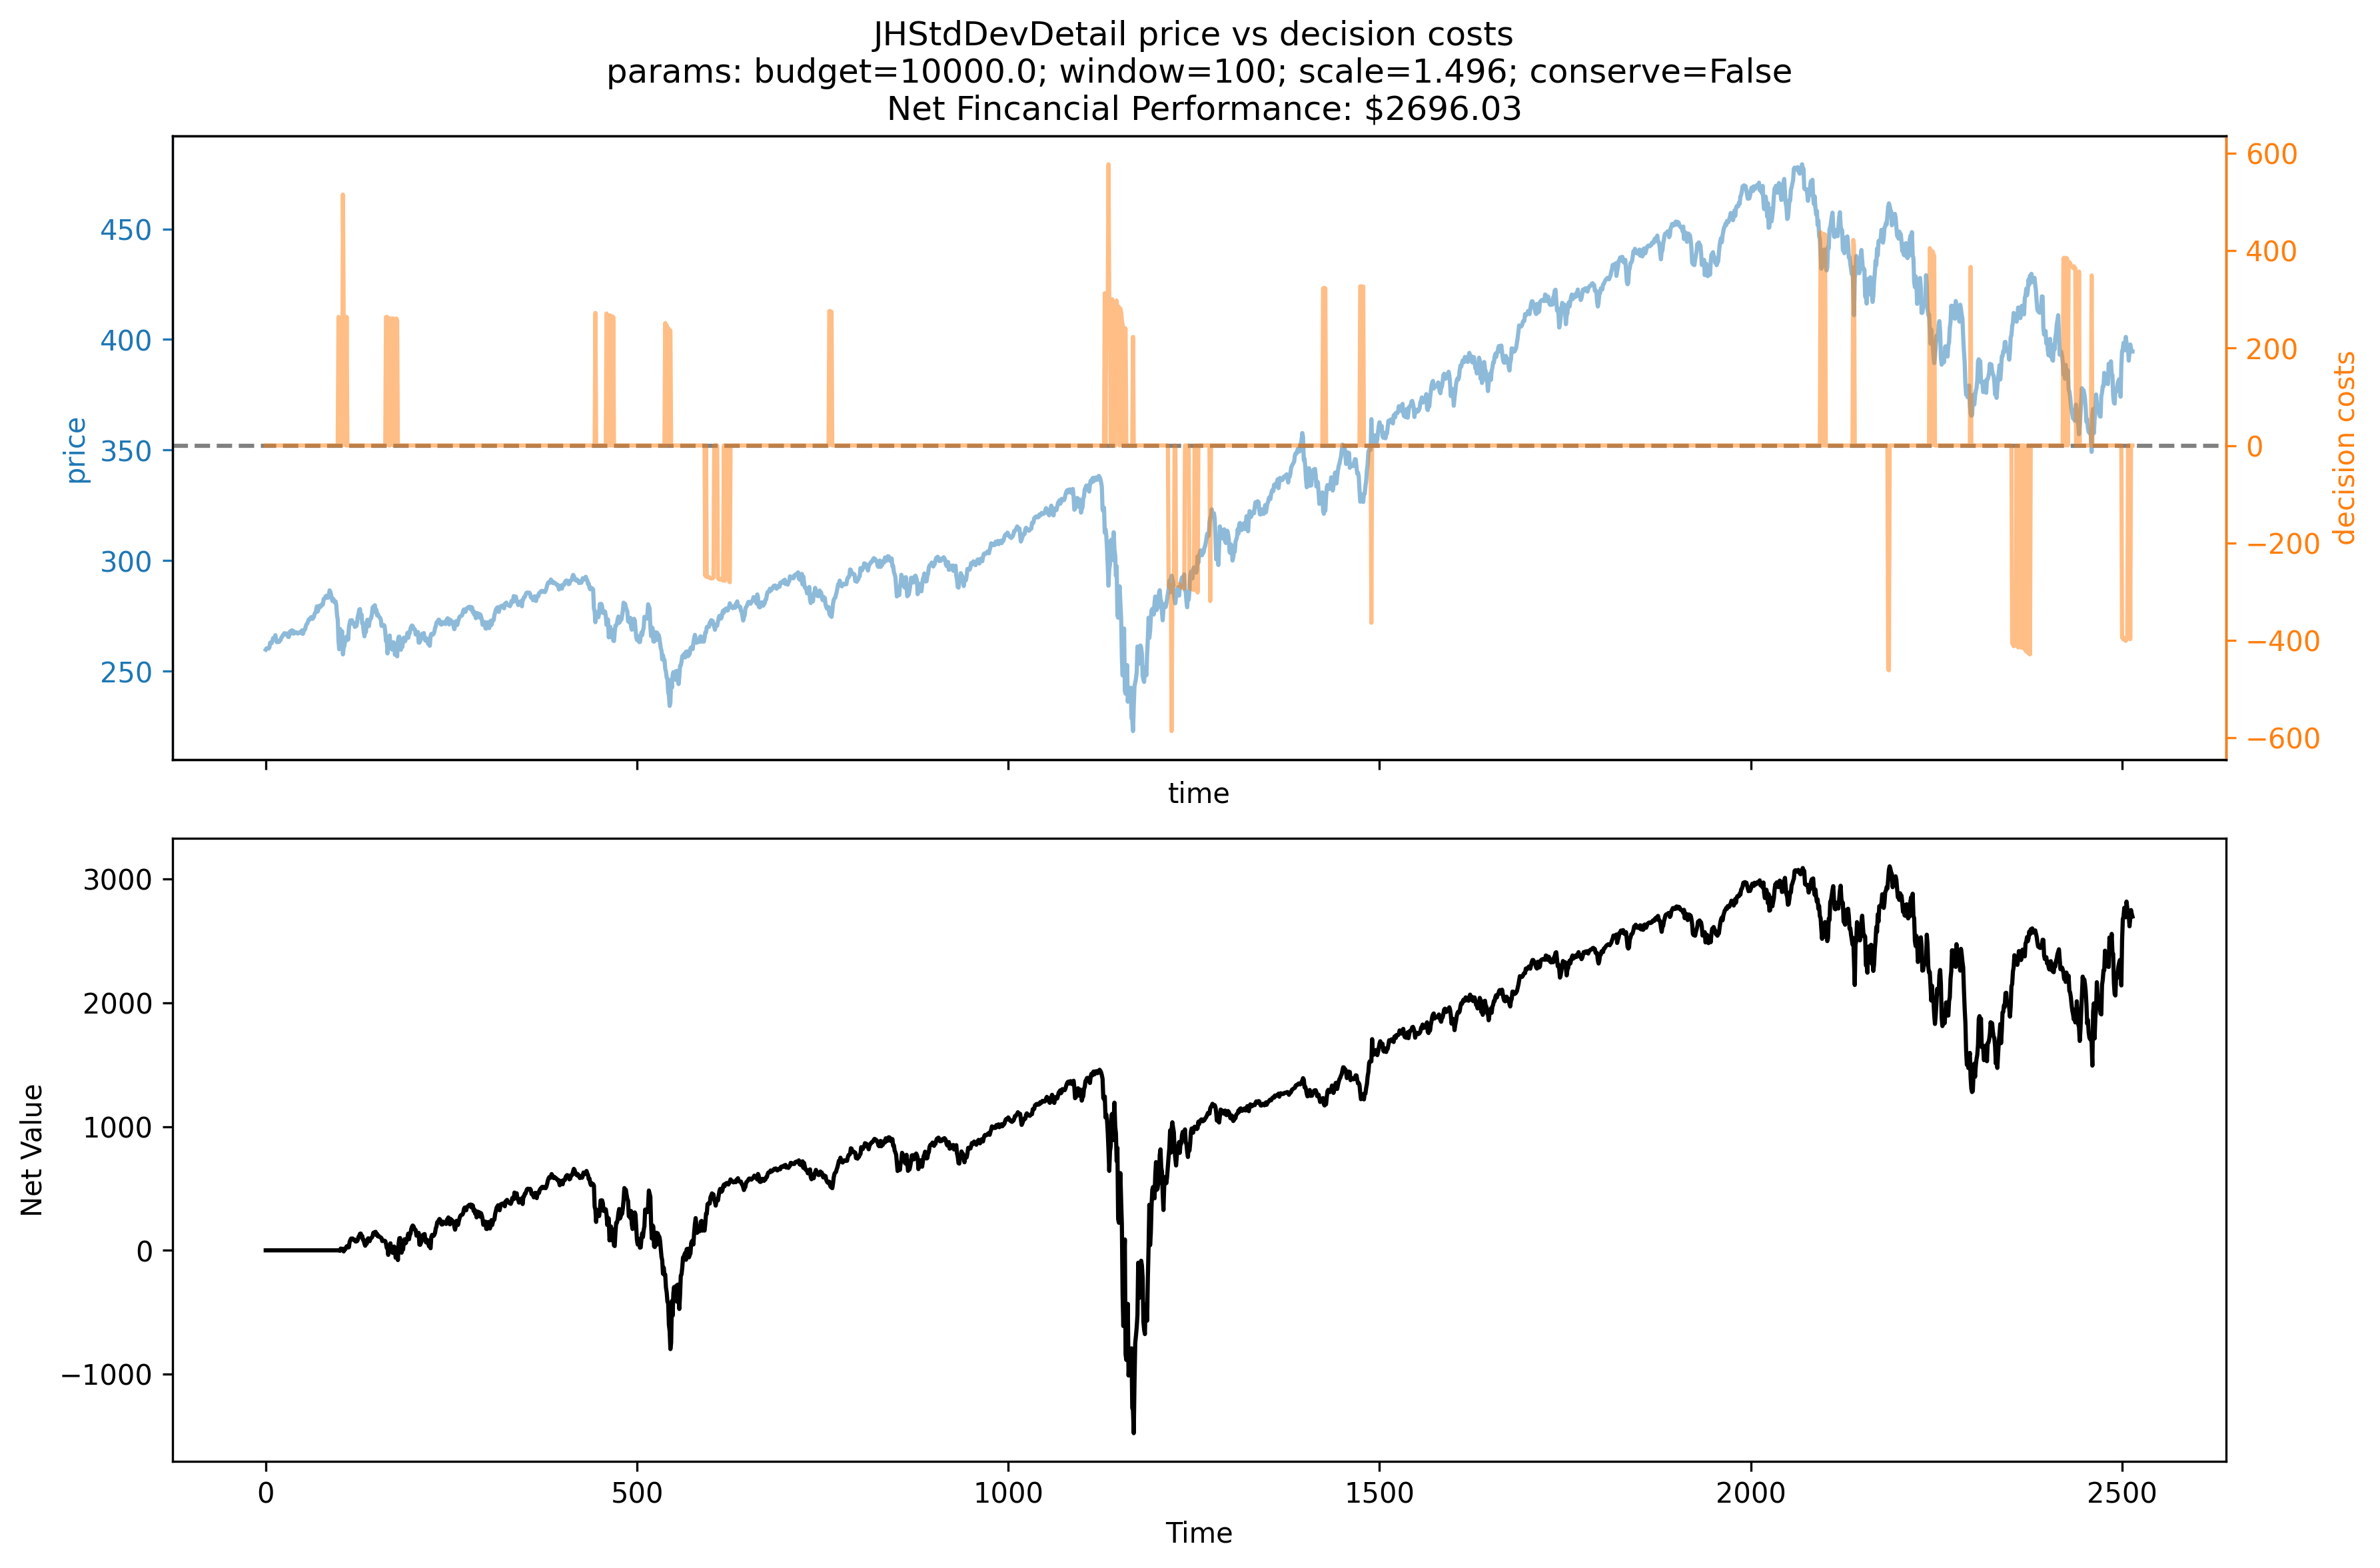 JHStdDevDetail price vs decision costs
params: budget=10000.0; window=100; scale=1.496; conserve=False
Net Fincancial Performance: $2696.03
450
400
350
300
250
price
600
400
200
0
−200
−400
−600
decision costs
time
3000
2000
1000
0
−1000
Net Value
0 500 1000 1500 2000 2500
Time